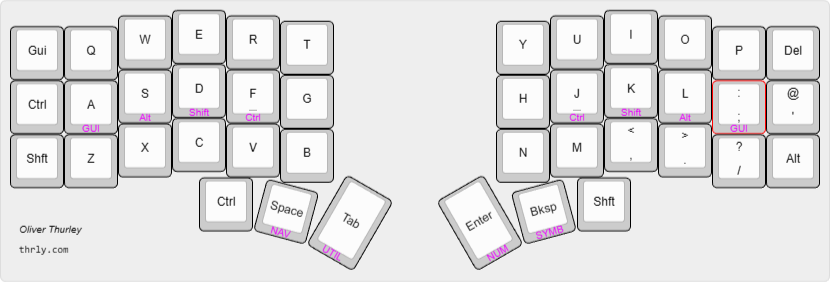 Gui Q W E R T Y U I O P Del
Ctrl A S D F G H J K L : ; @ '
GUI Alt Shift Ctrl Ctrl Shift Alt GUI
Shft Z X C V B N M < , > . ? / Alt
Ctrl Space Tab Enter Bksp Shft
NAV UTIL NUM SYMB
Oliver Thurley
thrly.com